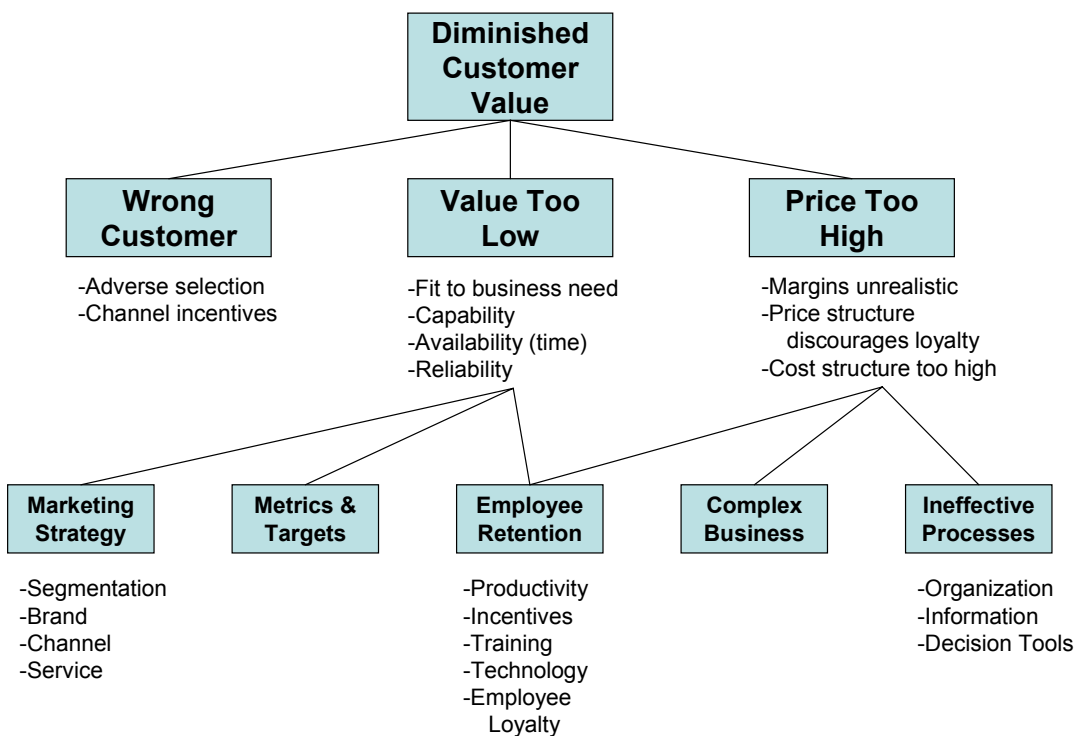 Diminished
Customer
Value
Wrong
Customer
-Adverse selection
-Channel incentives
Value Too
Low
-Fit to business need
-Capability
-Availability (time)
-Reliability
Price Too
High
-Margins unrealistic
-Price structure
discourages loyalty
-Cost structure too high
Marketing
Strategy
-Segmentation
-Brand
-Channel
-Service
Metrics &
Targets
Employee
Retention
-Productivity
-Incentives
-Training
-Technology
-Employee
Loyalty
Complex
Business
Ineffective
Processes
-Organization
-Information
-Decision Tools